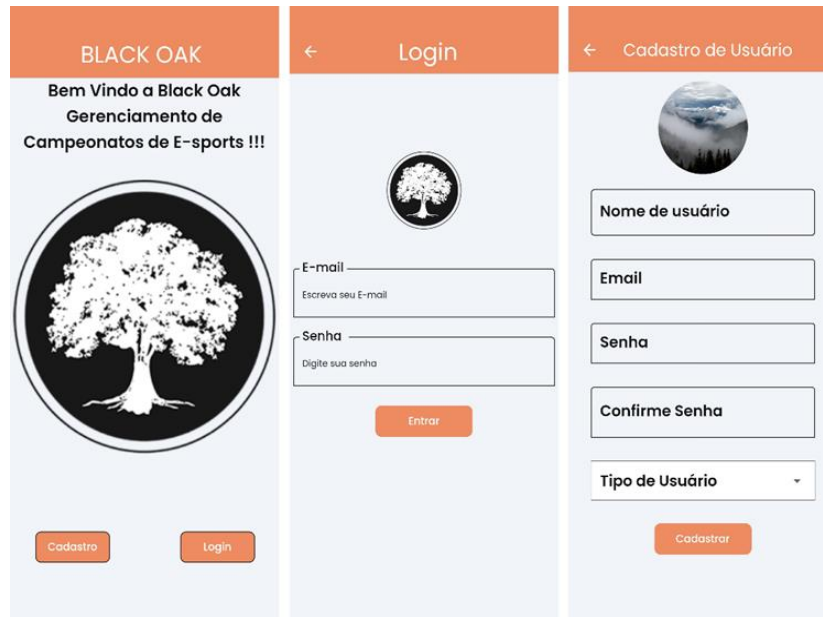 BLACK OAK
Bem Vindo a Black Oak
Gerenciamento de
Campeonatos de E-sports !!!
Cadastro
Login
Login
E-mail
Escreva seu E-mail
Senha
Digite sua senha
Entrar
Cadastro de Usuário
Nome de usuário
Email
Senha
Confirme Senha
Tipo de Usuário
Cadastrar